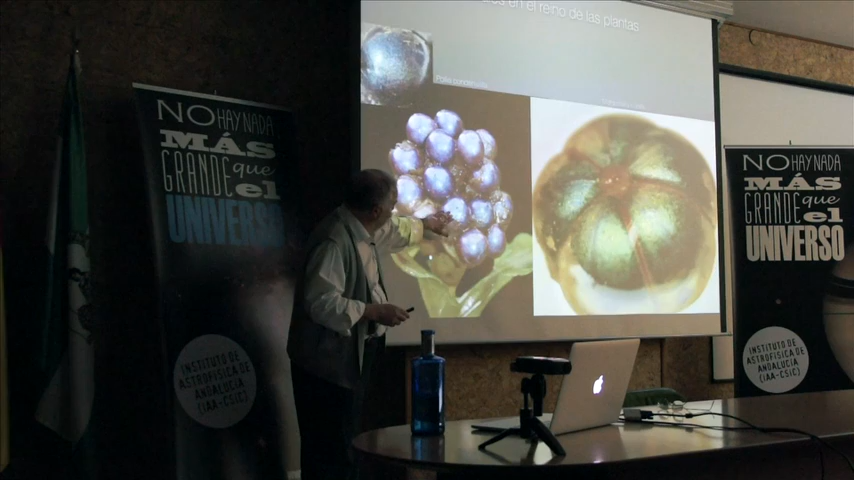 en el reino de las plantas
NO HAY NADA
MÁS
GRANDE que
el
UNIVERSO
INSTITUTO DE
ASTROFÍSICA DE
ANDALUCÍA
(IAA-CSIC)
NO HAY NADA
MÁS
GRANDE que
el
UNIVERSO
INSTITUTO DE
ASTROFÍSICA DE
ANDALUCÍA
(IAA-CSIC)